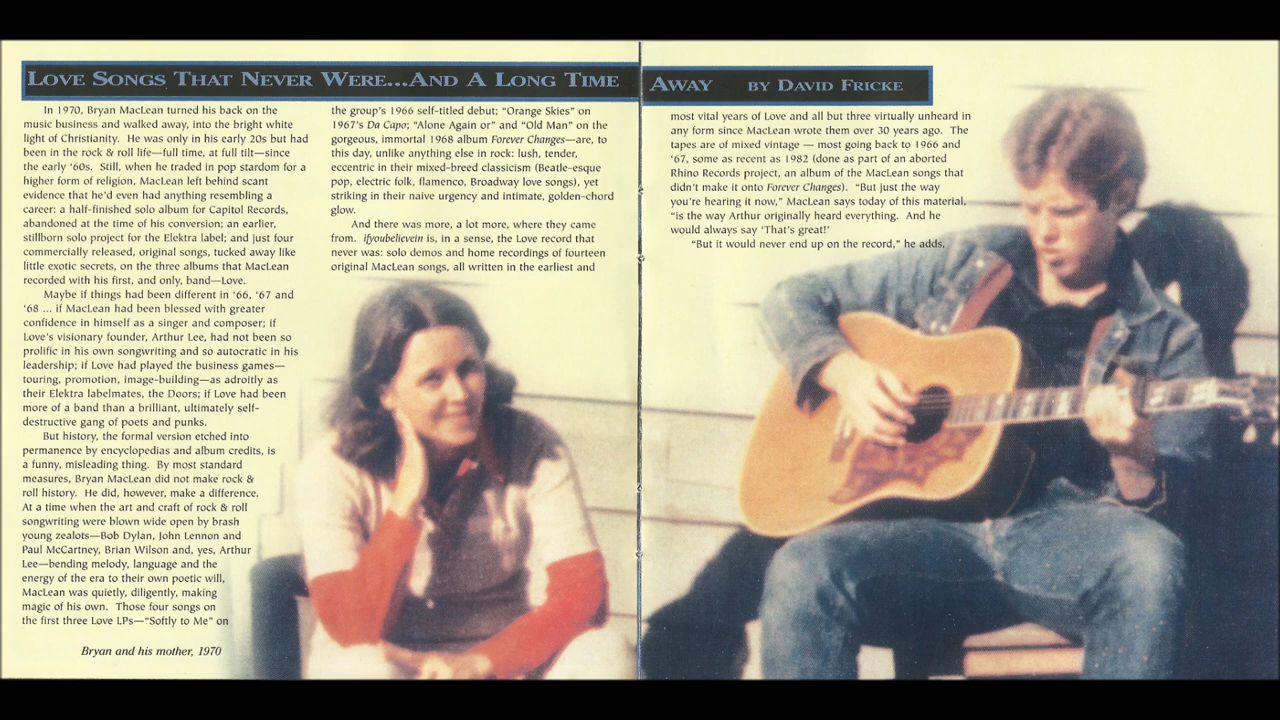 LOVE SONGS THAT NEVER WERE...AND A LONG TIME AWAY BY DAVID FRICKE
In 1970, Bryan MacLean turned his back on the
music business and walked away, into the bright white
light of Christianity. He was only in his early 20s but had
been in the rock & roll life—full time, at full tilt—since
the early '60s. Still, when he traded in pop stardom for a
higher form of religion, MacLean left behind scant
evidence that he'd even had anything resembling a
career: a half-finished solo album for Capitol Records,
abandoned at the time of his conversion; an earlier,
stillborn solo project for the Elektra label; and just four
commercially released, original songs, tucked away like
little exotic secrets, on the three albums that MacLean
recorded with his first, and only, band—Love.
Maybe if things had been different in '66, '67 and
'68 ... if MacLean had been blessed with greater
confidence in himself as a singer and composer; if
Love's visionary founder, Arthur Lee, had not been so
prolific in his own songwriting and so autocratic in his
leadership; if Love had played the business games—
touring, promotion, image-building—as adroitly as
their Elektra labelmates, the Doors; if Love had been
more of a band than a brilliant, ultimately self-
destructive gang of poets and punks.
But history, the formal version etched into
permanence by encyclopedias and album credits, is
a funny, misleading thing. By most standard
measures, Bryan MacLean did not make rock &
roll history. He did, however, make a difference.
At a time when the art and craft of rock & roll
songwriting were blown wide open by brash
young zealots—Bob Dylan, John Lennon and
Paul McCartney, Brian Wilson and, yes, Arthur
Lee—bending melody, language and the
energy of the era to their own poetic will,
MacLean was quietly, diligently, making
magic of his own. Those four songs on
the first three Love LPs—"Softly to Me" on
the group's 1966 self-titled debut; "Orange Skies" on
1967's Da Capo; "Alone Again or" and "Old Man" on the
gorgeous, immortal 1968 album Forever Changes—are, to
this day, unlike anything else in rock: lush, tender,
eccentric in their mixed-breed classicism (Beatle-esque
pop, electric folk, flamenco, Broadway love songs), yet
striking in their naive urgency and intimate, golden-chord
glow.
And there was more, a lot more, where they came
from. Ifyoubelievein is, in a sense, the Love record that
never was: solo demos and home recordings of fourteen
original MacLean songs, all written in the earliest and
most vital years of Love and all but three virtually unheard in
any form since MacLean wrote them over 30 years ago. The
tapes are of mixed vintage — most going back to 1966 and
'67, some as recent as 1982 (done as part of an aborted
Rhino Records project, an album of the MacLean songs that
didn't make it onto Forever Changes). "But just the way
you're hearing it now," MacLean says today of this material,
"is the way Arthur originally heard everything. And he
would always say 'That's great!'
"But it would never end up on the record," he adds,
Bryan and his mother, 1970